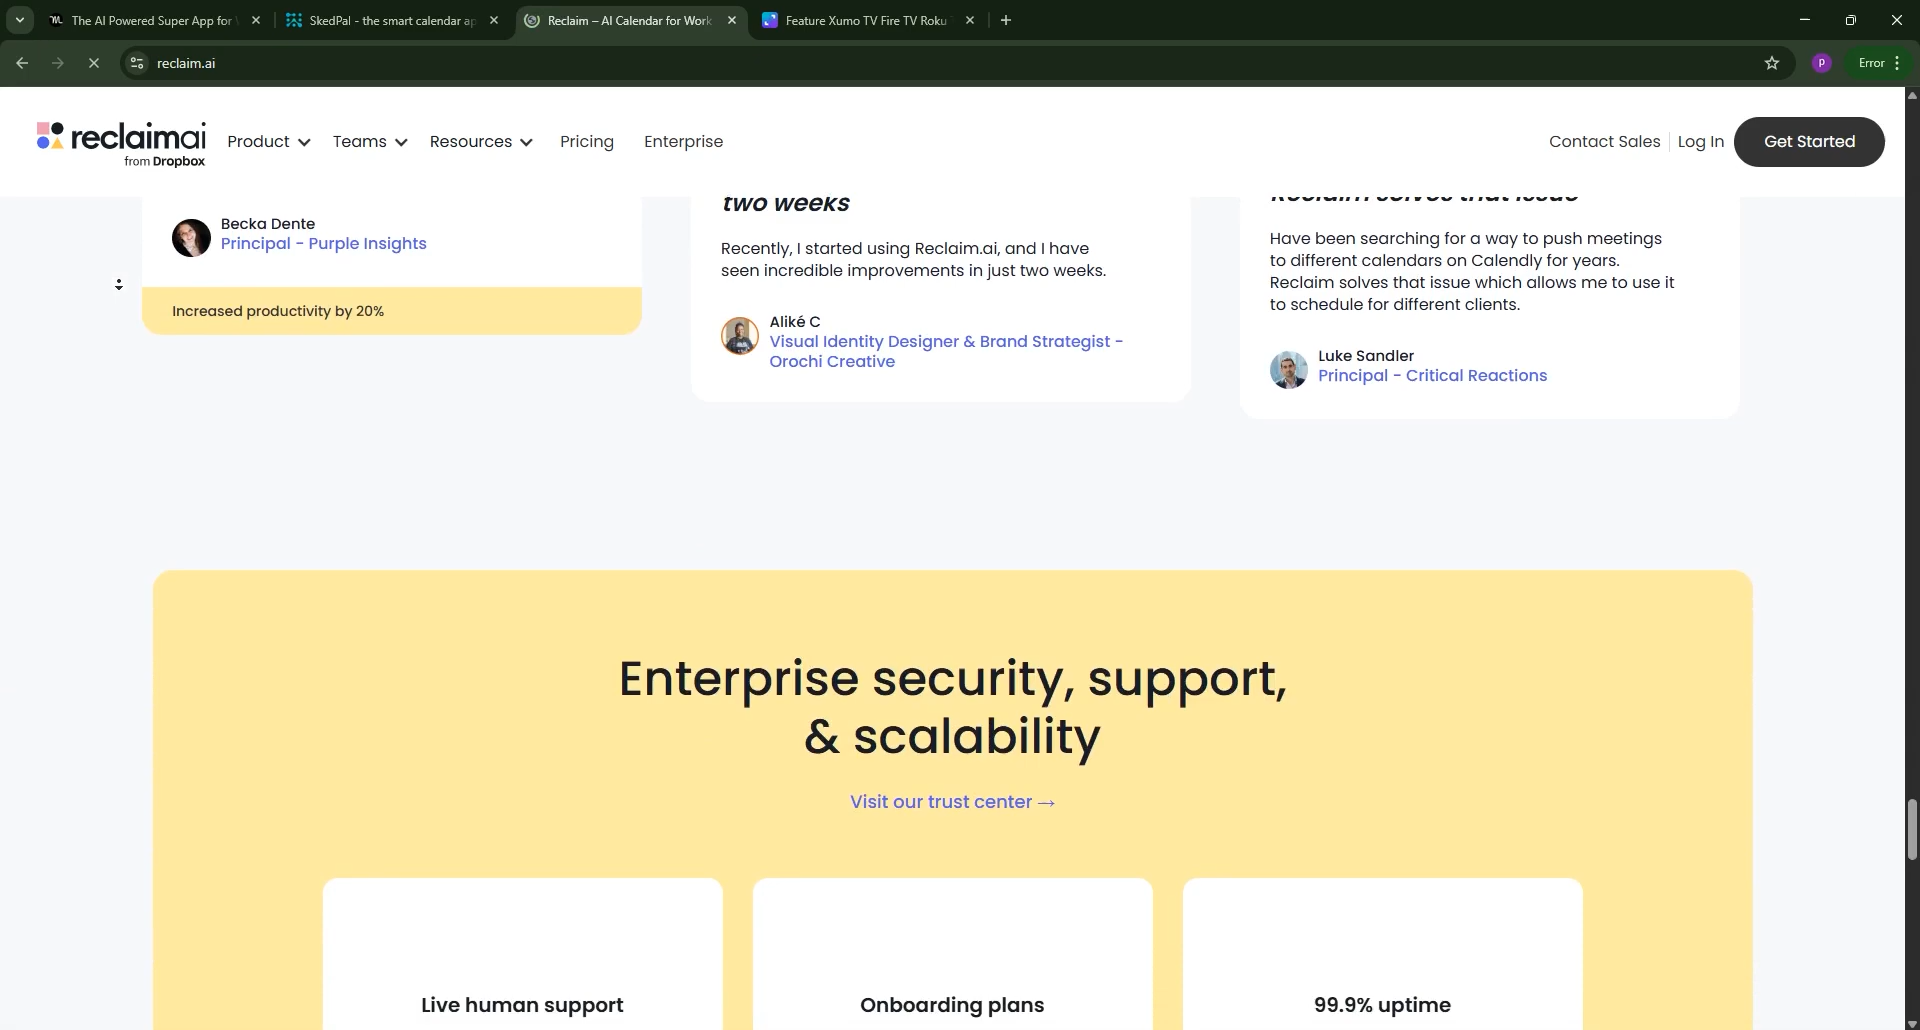 The AI Powered Super App for
SkedPal - the smart calendar ap
Reclaim – AI Calendar for Work
Feature Xumo TV Fire TV Roku
reclaim.ai
P
Error
reclaimai
from Dropbox
Product
Teams
Resources
Pricing
Enterprise
Contact Sales
Log In
Get Started
Becka Dente
Principal - Purple Insights
Increased productivity by 20%
two weeks
Recently, I started using Reclaim.ai, and I have
seen incredible improvements in just two weeks.
Aliké C
Visual Identity Designer & Brand Strategist -
Orochi Creative
Reclaim solves that issue
Have been searching for a way to push meetings
to different calendars on Calendly for years.
Reclaim solves that issue which allows me to use it
to schedule for different clients.
Luke Sandler
Principal - Critical Reactions
Enterprise security, support,
& scalability
Visit our trust center →
Live human support
Onboarding plans
99.9% uptime